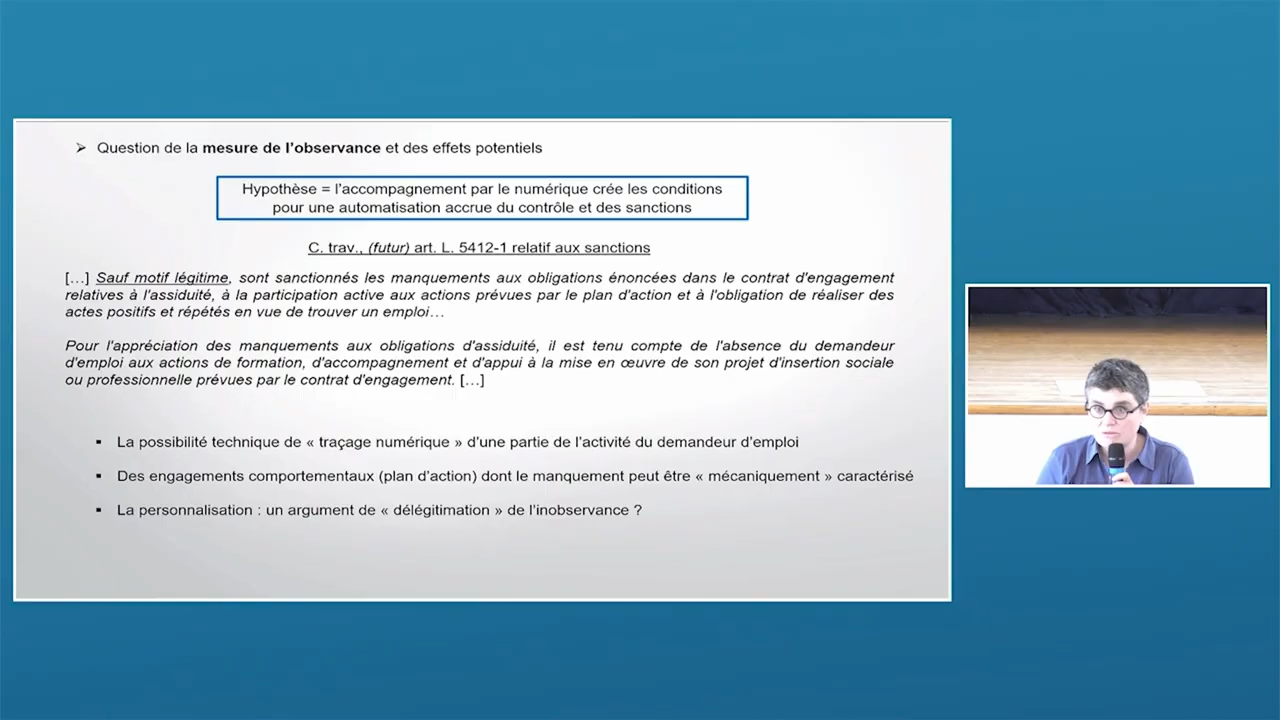 ➢ Question de la mesure de l'observance et des effets potentiels
Hypothèse = l'accompagnement par le numérique crée les conditions
pour une automatisation accrue du contrôle et des sanctions
C. trav., (futur) art. L. 5412-1 relatif aux sanctions
[…] Sauf motif légitime, sont sanctionnés les manquements aux obligations énoncées dans le contrat d'engagement
relatives à l'assiduité, à la participation active aux actions prévues par le plan d'action et à l'obligation de réaliser des
actes positifs et répétés en vue de trouver un emploi…
Pour l'appréciation des manquements aux obligations d'assiduité, il est tenu compte de l'absence du demandeur
d'emploi aux actions de formation, d'accompagnement et d'appui à la mise en œuvre de son projet d'insertion sociale
ou professionnelle prévues par le contrat d'engagement. […]
▪ La possibilité technique de « traçage numérique » d'une partie de l'activité du demandeur d'emploi
▪ Des engagements comportementaux (plan d'action) dont le manquement peut être « mécaniquement » caractérisé
▪ La personnalisation : un argument de « délégitimation » de l'inobservance ?